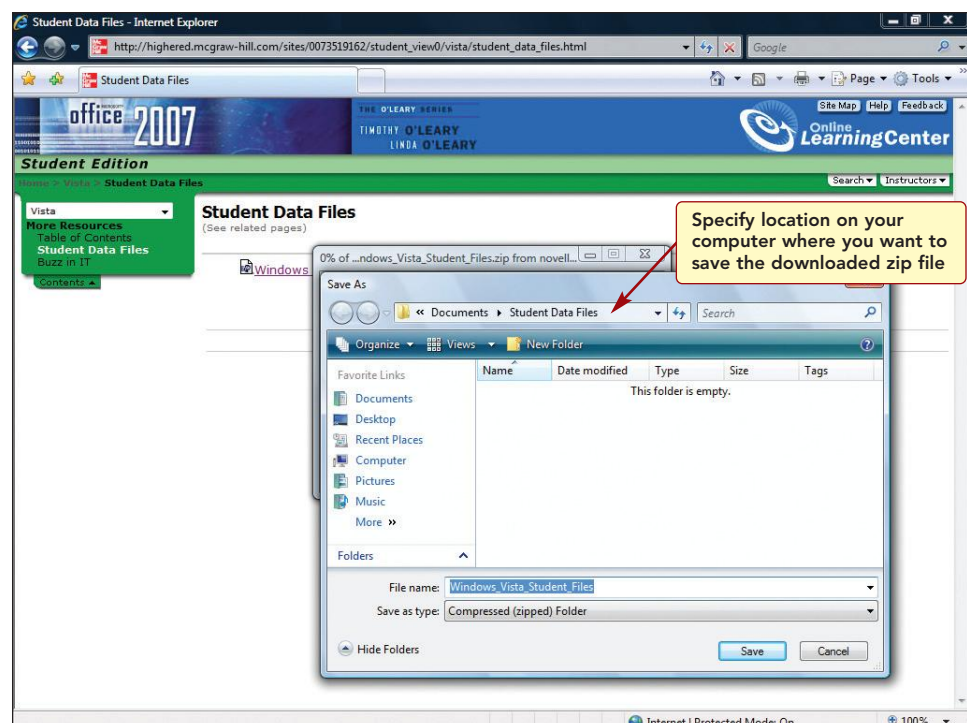 Student Data Files - Internet Explorer
http://highered.mcgraw-hill.com/sites/0073519162/student_view0/vista/student_data_files.html
Google
Student Data Files
Page
Tools
Microsoft
office 2007
THE O'LEARY SERIES
TIMOTHY O'LEARY
LINDA O'LEARY
Site Map
Help
Feedback
Online
LearningCenter
Student Edition
Home > Vista > Student Data Files
Search
Instructors
Vista
More Resources
Table of Contents
Student Data Files
Buzz in IT
Contents
Student Data Files
(See related pages)
Windows
Specify location on your
computer where you want to
save the downloaded zip file
0% of ...ndows_Vista_Student_Files.zip from novell...
Save As
« Documents Student Data Files
Search
Organize
Views
New Folder
Favorite Links
Documents
Desktop
Recent Places
Computer
Pictures
Music
More »
Folders
Name
Date modified
Type
Size
Tags
This folder is empty.
File name: Windows_Vista_Student_Files
Save as type: Compressed (zipped) Folder
Hide Folders
Save
Cancel
Internet | Protected Mode: On
100%